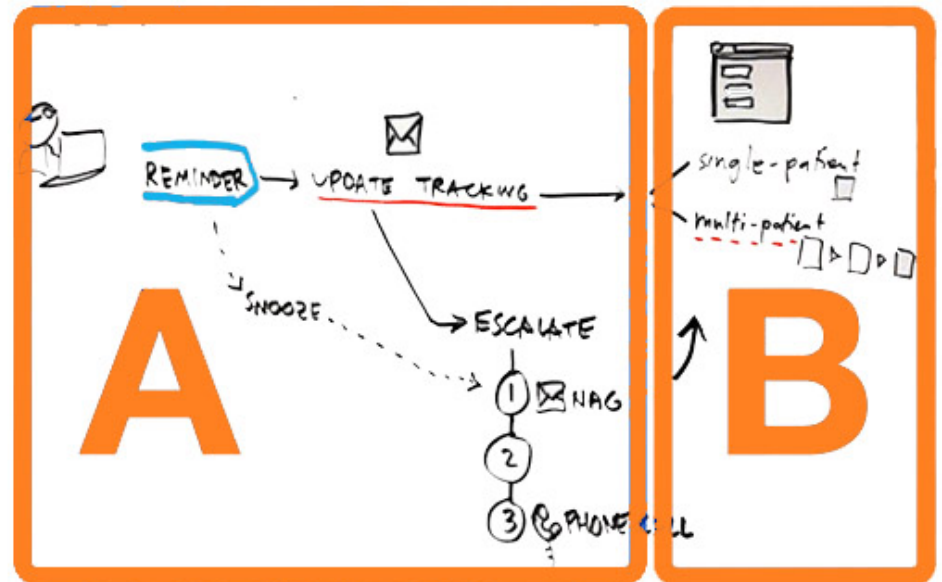 REMINDER
UPDATE TRACKING
SNOOZE
ESCALATE
1 NAG
2
3 PHONE CALL
A
single-patient
multi-patient
B